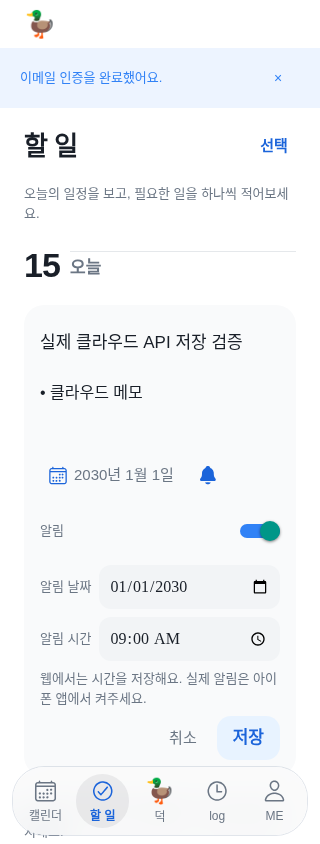 이메일 인증을 완료했어요.
×
할 일
선택
오늘의 일정을 보고, 필요한 일을 하나씩 적어보세
요.
15 오늘
실제 클라우드 API 저장 검증
• 클라우드 메모
2030년 1월 1일
알림
알림 날짜 01/01/2030
알림 시간 09:00 AM
웹에서는 시간을 저장해요. 실제 알림은 아이
폰 앱에서 켜주세요.
취소 저장
캘린더 할 일 덕 log ME